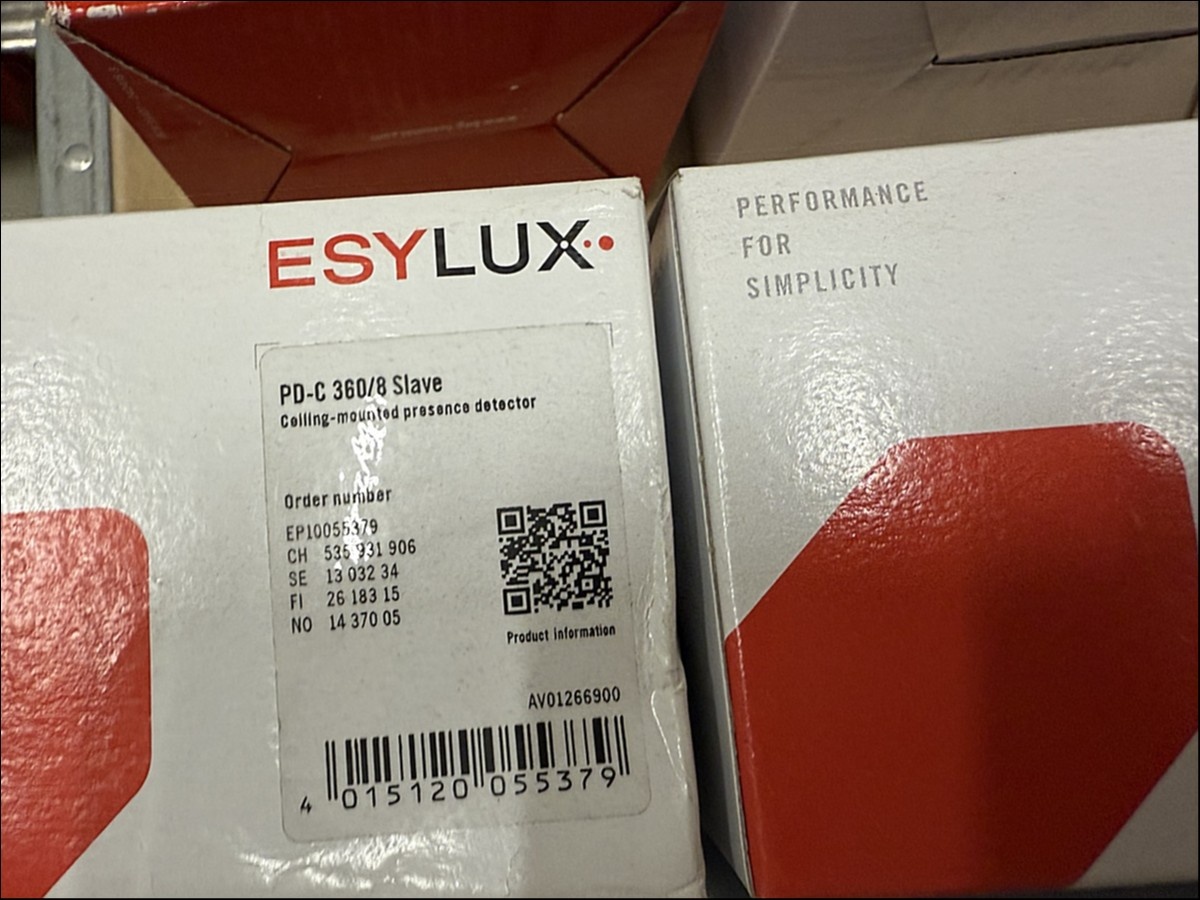 ESYLUX
PERFORMANCE
FOR
SIMPLICITY
PD-C 360/8 Slave
Ceiling-mounted presence detector
Order number
EP10055379
CH 535 931 906
SE 13 032 34
FI 26 183 15
NO 14 370 05
Product information
AV01266900
4 015120 055379